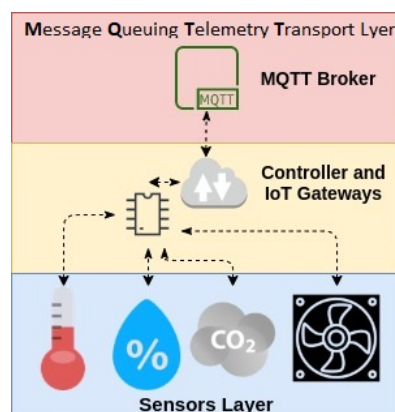 Message Queuing Telemetry Transport Lyer
MQTT Broker
MQTT
Controller and
IoT Gateways
%
CO₂
Sensors Layer